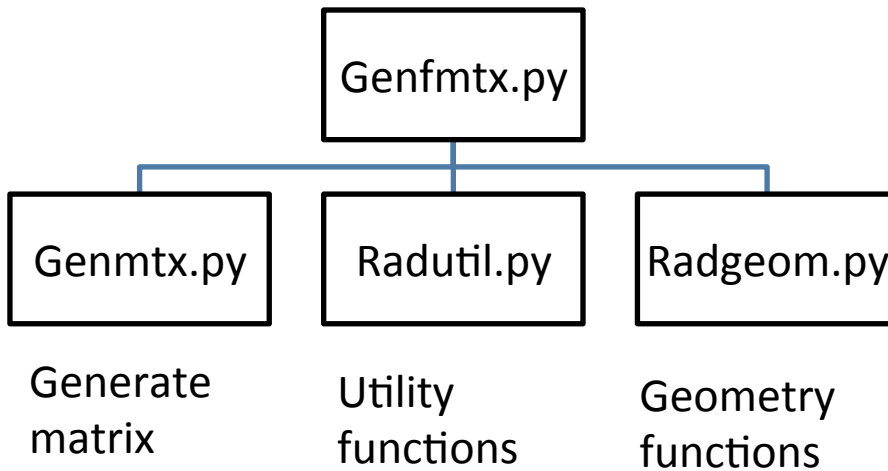 Genfmtx.py
Genmtx.py
Radutil.py
Radgeom.py
Generate
matrix
Utility
functions
Geometry
functions